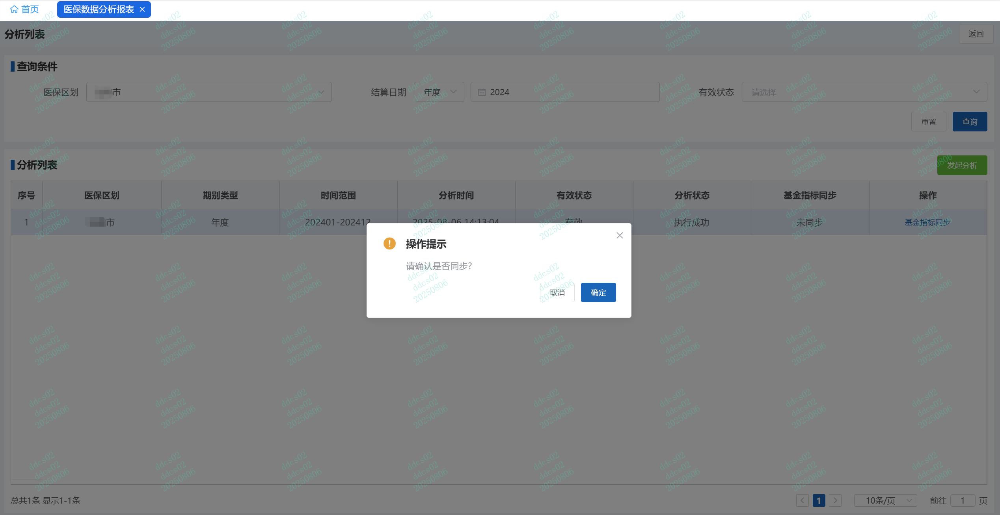 首页 医保数据分析报表
分析列表 返回
查询条件
医保区划 市 结算日期 年度 2024 有效状态 请选择
重置 查询
分析列表 发起分析
序号 医保区划 期别类型 时间范围 分析时间 有效状态 分析状态 基金指标同步 操作
1 市 年度 202401-202412 2025-08-06 14:13:04 有效 执行成功 未同步 基金指标同步
操作提示
请确认是否同步?
取消 确定
总共1条 显示1-1条 1 10条/页 前往 1 页
ddcs02
ddcs02
20250806